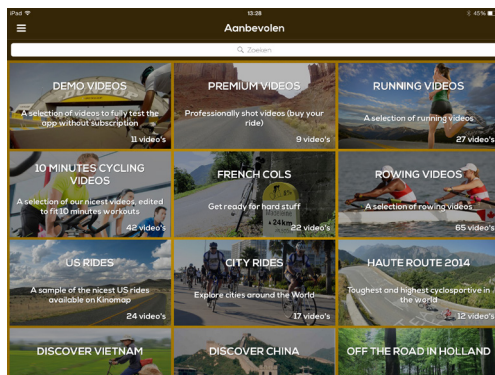 iPad 13:28 45%
Aanbevolen
Zoeken
DEMO VIDEOS
A selection of videos to fully test the
app without subscription
11 video's
PREMIUM VIDEOS
Professionally shot videos (buy your
ride)
9 video's
RUNNING VIDEOS
A selection of running videos
27 video's
10 MINUTES CYCLING
VIDEOS
A selection of our nicest videos, edited
to fit 10 minutes workouts
42 video's
FRENCH COLS
Get ready for hard stuff
Madeleine
24km
22 video's
ROWING VIDEOS
A selection of rowing videos
65 video's
US RIDES
A sample of the nicest US rides
available on Kinomap
24 video's
CITY RIDES
Explore cities around the World
17 video's
HAUTE ROUTE 2014
Toughest and highest cyclosportive in
the world
12 video's
DISCOVER VIETNAM
DISCOVER CHINA
OFF THE ROAD IN HOLLAND